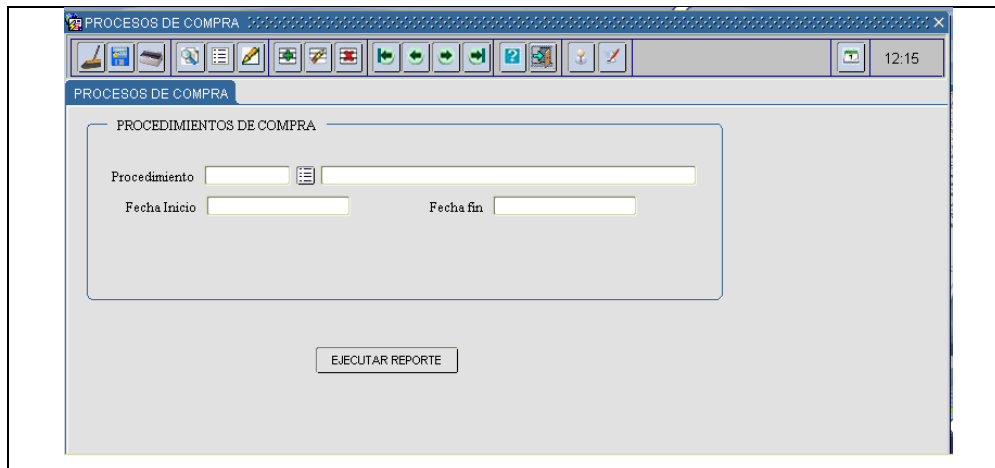 PROCESOS DE COMPRA
12:15
PROCESOS DE COMPRA
PROCEDIMIENTOS DE COMPRA
Procedimiento
Fecha Inicio Fecha fin
EJECUTAR REPORTE